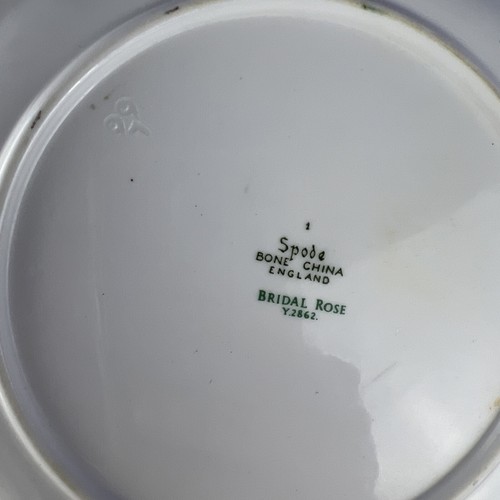 Spode
BONE CHINA
ENGLAND
BRIDAL ROSE
Y.2862.